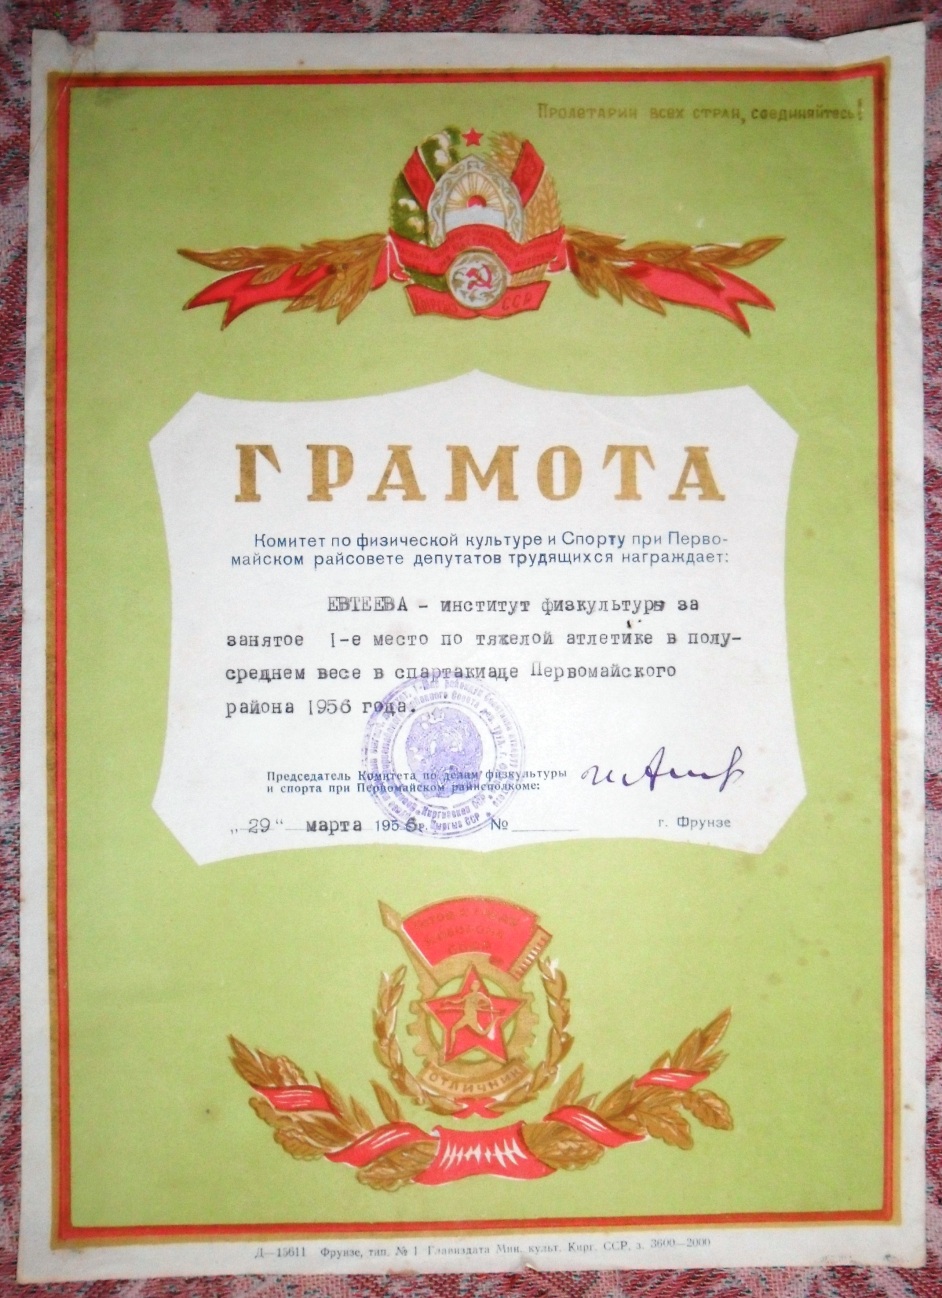 Пролетарии всех стран, соединяйтесь!
ССР
ГРАМОТА
Комитет по физической культуре и Спорту при Перво-
майском райсовете депутатов трудящихся награждает:
ЕВТЕЕВА - институт физкультуры за
занятое 1-е место по тяжелой атлетике в полу-
среднем весе в спартакиаде Первомайского
района 1956 года.
Председатель Комитета по делам физкультуры
и спорта при Первомайском райисполкоме:
„29“ марта 1956г. № г. Фрунзе
ОТЛИЧНИК
Д—15611 Фрунзе, тип. № 1 Главиздата Мин. культ. Кирг. ССР. з. 3600—2000